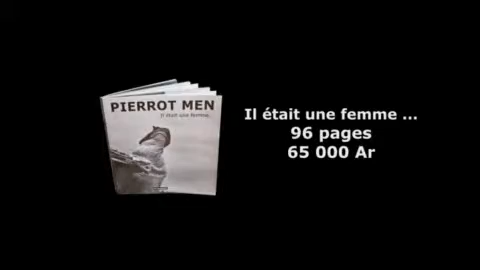 PIERROT MEN
Il était une femme...
Il était une femme ...
96 pages
65 000 Ar